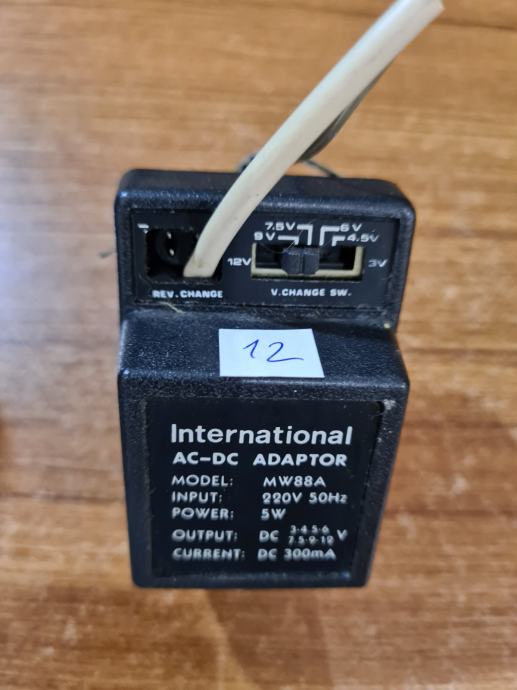 7.5V 6V
9V 4.5V
12V 3V
REV. CHANGE V.CHANGE SW.
12
International
AC-DC ADAPTOR
MODEL: MW88A
INPUT: 220V 50Hz
POWER: 5W
OUTPUT: DC 3-4.5-6 7.5-9-12 V
CURRENT: DC 300mA